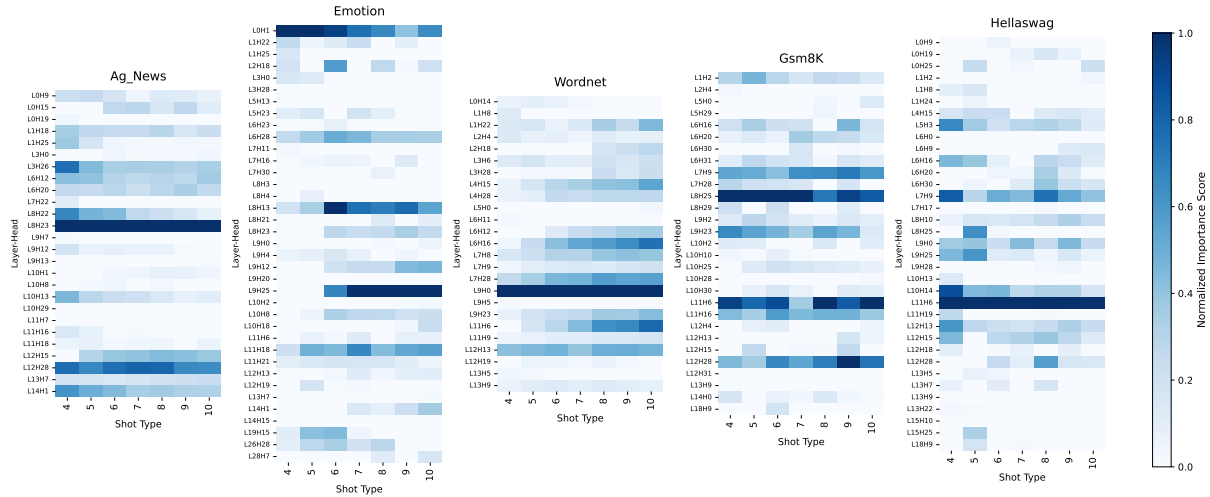 Ag_News
Layer-Head
L0H9
L0H15
L0H19
L1H18
L1H25
L3H0
L3H26
L6H12
L6H20
L7H22
L8H22
L8H23
L9H7
L9H12
L9H13
L10H1
L10H8
L10H13
L10H30
L11H7
L11H16
L11H18
L12H15
L12H28
L13H7
L14H1
4 5 6 7 8 9 10
Shot Type
Emotion
Layer-Head
L0H1
L1H22
L1H25
L2H18
L3H0
L3H28
L5H13
L5H23
L6H23
L6H28
L7H11
L7H16
L7H30
L8H3
L8H4
L8H13
L8H21
L9H0
L9H4
L9H12
L9H20
L9H25
L10H2
L10H8
L10H18
L11H6
L11H18
L11H21
L12H13
L12H19
L13H7
L14H1
L14H15
L19H15
L26H28
L28H7
4 5 6 7 8 9 10
Shot Type
Wordnet
Layer-Head
L0H14
L1H8
L1H22
L2H4
L2H18
L3H6
L3H28
L4H15
L4H28
L5H0
L6H11
L6H16
L7H8
L7H9
L7H28
L9H0
L9H5
L9H23
L11H6
L11H18
L12H13
L12H19
L13H7
L13H9
4 5 6 7 8 9 10
Shot Type
Gsm8K
Layer-Head
L1H2
L2H4
L5H0
L5H29
L6H16
L6H20
L6H30
L6H31
L7H9
L7H28
L8H25
L8H29
L9H2
L9H23
L10H2
L10H13
L10H25
L10H28
L10H30
L11H6
L11H16
L12H4
L12H13
L12H15
L12H28
L12H31
L13H9
L14H0
L18H9
4 5 6 7 8 9 10
Shot Type
Hellaswag
Layer-Head
L0H9
L0H19
L0H25
L1H2
L1H8
L1H24
L4H15
L5H3
L6H0
L6H9
L6H16
L6H20
L6H30
L7H9
L7H17
L8H10
L8H25
L9H0
L9H25
L9H28
L10H13
L10H14
L11H6
L11H19
L12H13
L12H15
L12H18
L12H28
L13H5
L13H7
L13H9
L13H22
L15H10
L15H25
L18H9
4 5 6 7 8 9 10
Shot Type
1.0
0.8
0.6
0.4
0.2
0.0
Normalized Importance Score